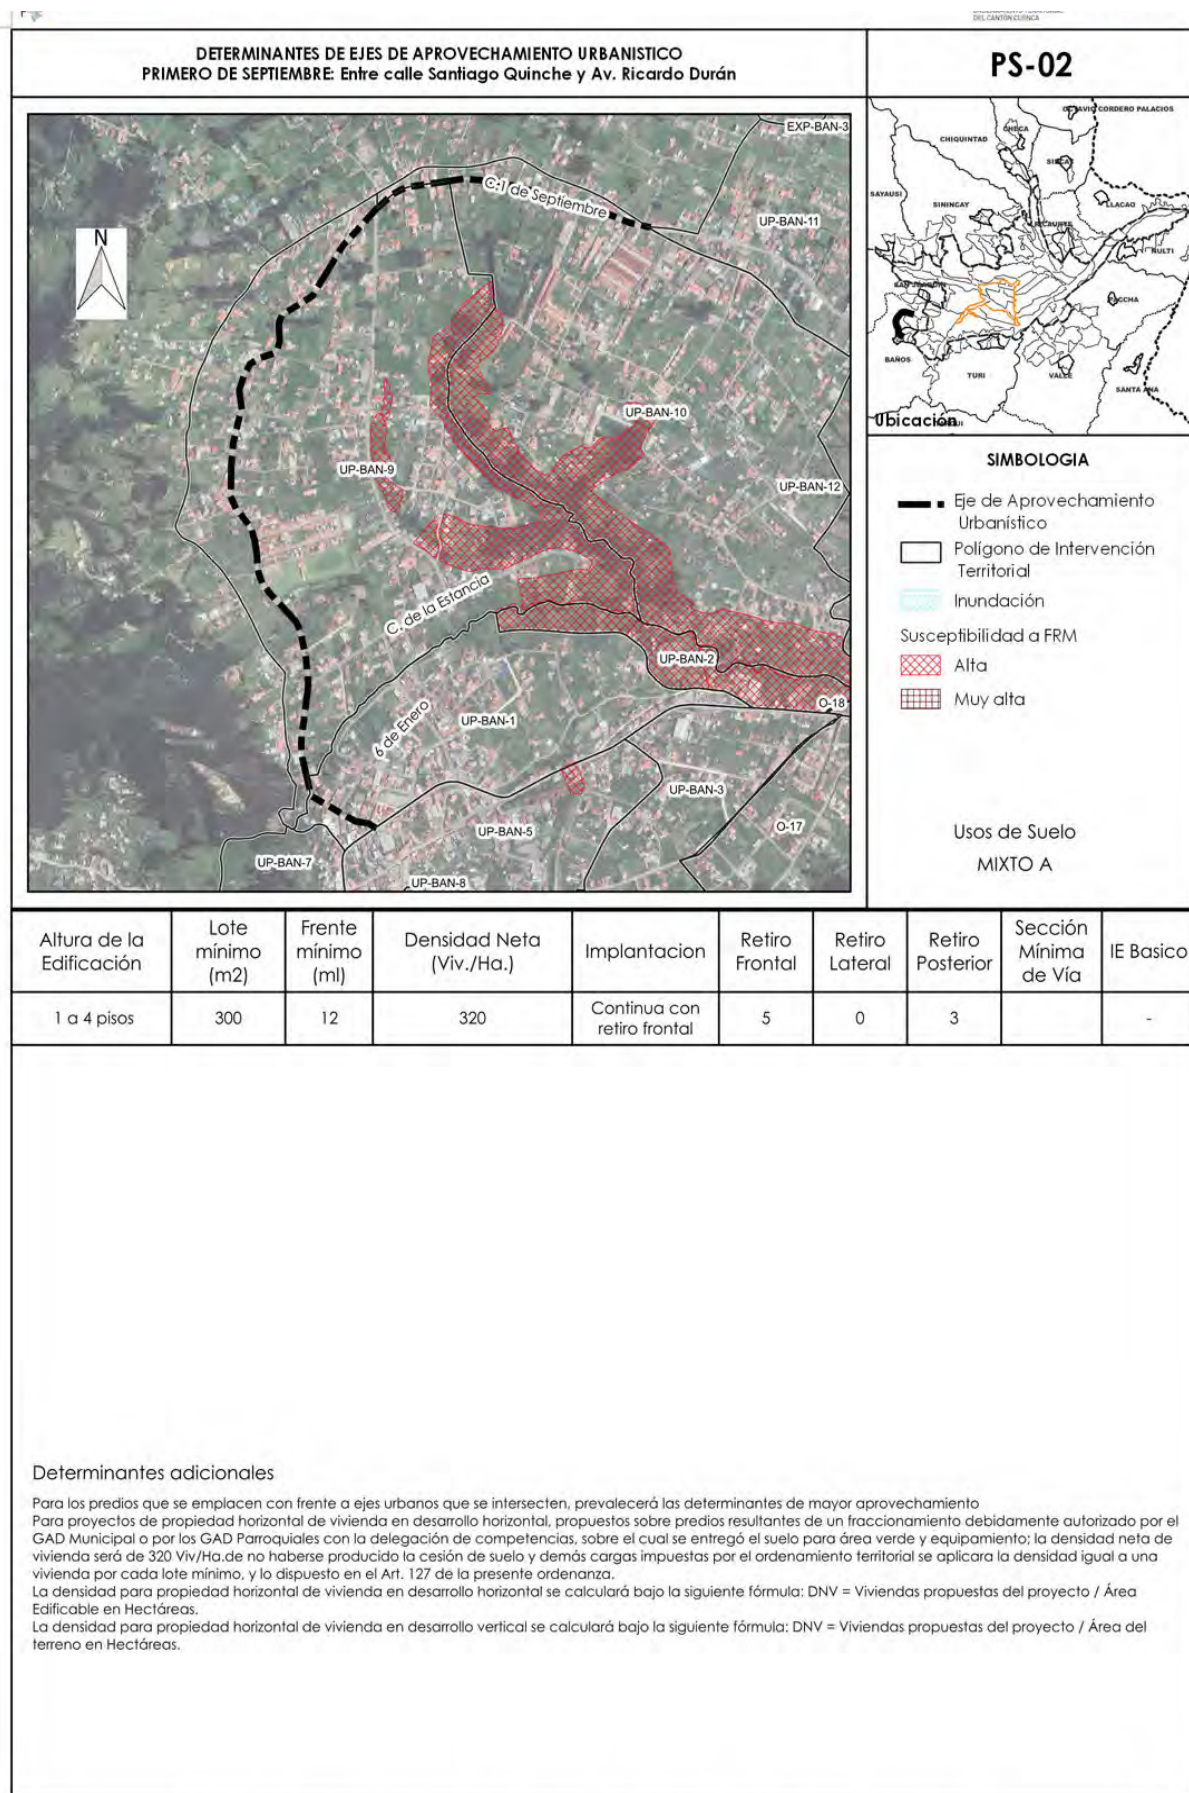 DEL CANTÓN CUENCA
DETERMINANTES DE EJES DE APROVECHAMIENTO URBANISTICO
PRIMERO DE SEPTIEMBRE: Entre calle Santiago Quinche y Av. Ricardo Durán
PS-02
EXP-BAN-3
C-1 de Septiembre
UP-BAN-11
N
UP-BAN-10
UP-BAN-9
UP-BAN-12
C. de la Estancia
UP-BAN-2
O-18
UP-BAN-1
6 de Enero
UP-BAN-3
O-17
UP-BAN-5
UP-BAN-7
UP-BAN-8
OCTAVIO CORDERO PALACIOS
CHECA
CHIQUINTAD
SAYAUSI
SININCAY
LLACAO
NULTI
SAN JOAQUIN
PACCHA
BAÑOS
TURI
VALLE
SANTA ANA
Ubicación
SIMBOLOGIA
Eje de Aprovechamiento
Urbanístico
Polígono de Intervención
Territorial
Inundación
Susceptibilidad a FRM
Alta
Muy alta
Usos de Suelo
MIXTO A
Altura de la Edificación
Lote mínimo (m2)
Frente mínimo (ml)
Densidad Neta (Viv./Ha.)
Implantacion
Retiro Frontal
Retiro Lateral
Retiro Posterior
Sección Mínima de Vía
IE Basico
1 a 4 pisos
300
12
320
Continua con retiro frontal
5
0
3
-
Determinantes adicionales
Para los predios que se emplacen con frente a ejes urbanos que se intersecten, prevalecerá las determinantes de mayor aprovechamiento
Para proyectos de propiedad horizontal de vivienda en desarrollo horizontal, propuestos sobre predios resultantes de un fraccionamiento debidamente autorizado por el
GAD Municipal o por los GAD Parroquiales con la delegación de competencias, sobre el cual se entregó el suelo para área verde y equipamiento; la densidad neta de
vivienda será de 320 Viv/Ha.de no haberse producido la cesión de suelo y demás cargas impuestas por el ordenamiento territorial se aplicara la densidad igual a una
vivienda por cada lote mínimo, y lo dispuesto en el Art. 127 de la presente ordenanza.
La densidad para propiedad horizontal de vivienda en desarrollo horizontal se calculará bajo la siguiente fórmula: DNV = Viviendas propuestas del proyecto / Área
Edificable en Hectáreas.
La densidad para propiedad horizontal de vivienda en desarrollo vertical se calculará bajo la siguiente fórmula: DNV = Viviendas propuestas del proyecto / Área del
terreno en Hectáreas.